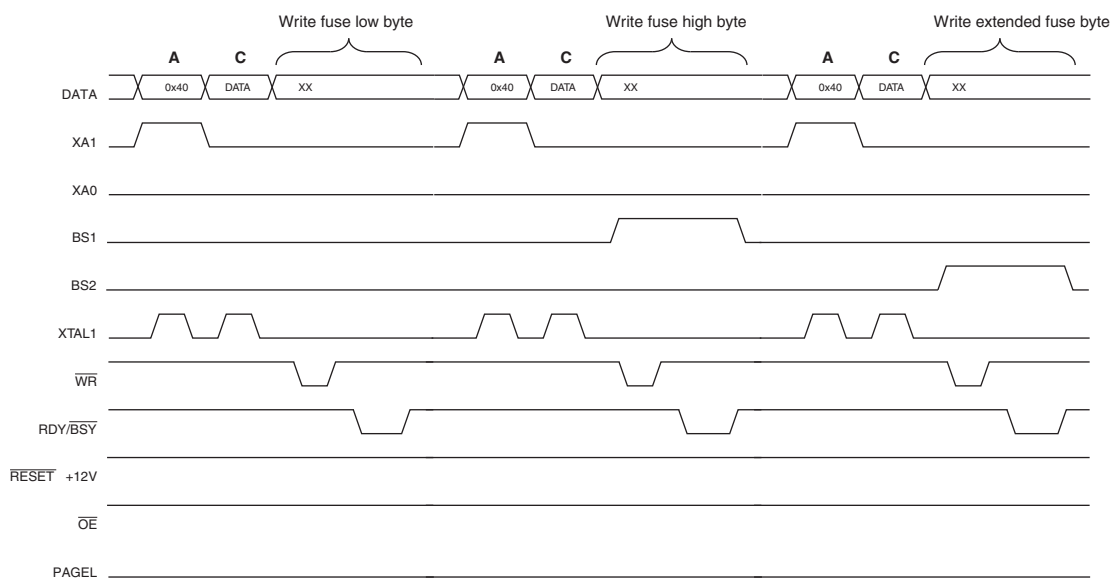 Write fuse low byte Write fuse high byte Write extended fuse byte
A C A C A C
DATA 0x40 DATA XX 0x40 DATA XX 0x40 DATA XX
XA1
XA0
BS1
BS2
XTAL1
WR
RDY/BSY
RESET +12V
OE
PAGEL